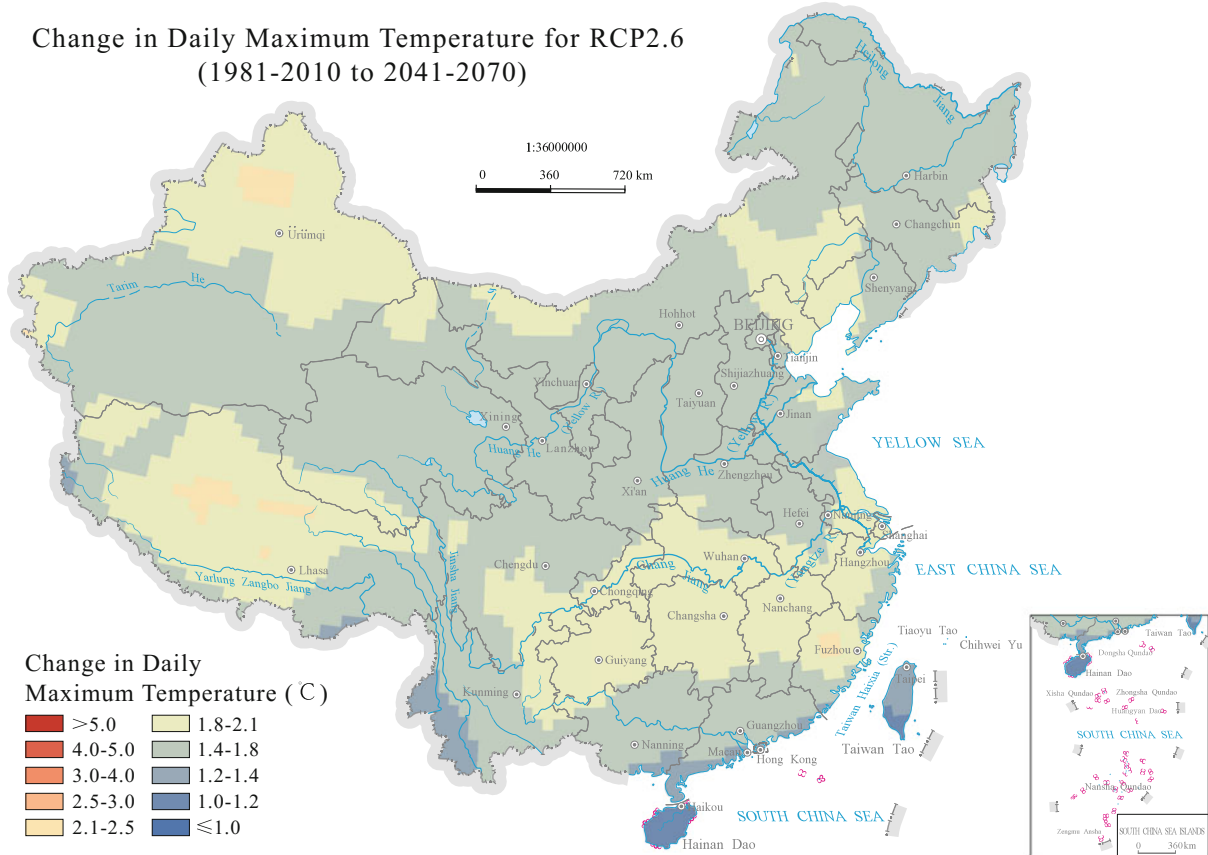 Change in Daily Maximum Temperature for RCP2.6
(1981-2010 to 2041-2070)
1:36000000
0 360 720 km
Heilong
Jiang
Harbin
Changchun
Shenyang
Ürümqi
Tarim He
Hohhot
BEIJING
Tianjin
Yinchuan
Shijiazhuang
Taiyuan
Jinan
Xining
(Yellow R.)
Lanzhou
Huang He
(Yellow R.)
Huang He
Zhengzhou
YELLOW SEA
Xi'an
Hefei
Nanjing
Shanghai
Wuhan
Hangzhou
(Yangtze R.)
EAST CHINA SEA
Chengdu
Chang
Jiang
Jinsha Jiang
Lhasa
Yarlung Zangbo Jiang
Chongqing
Changsha
Nanchang
Tiaoyu Tao
Chihwei Yu
Fuzhou
Guiyang
Kunming
Taipei
Taiwan Haixia (Str.)
Guangzhou
Nanning
Macau
Hong Kong
Taiwan Tao
Haikou
SOUTH CHINA SEA
Hainan Dao
Change in Daily
Maximum Temperature (℃)
>5.0
4.0-5.0
3.0-4.0
2.5-3.0
2.1-2.5
1.8-2.1
1.4-1.8
1.2-1.4
1.0-1.2
≤1.0
Taiwan Tao
Dongsha Qundao
Hainan Dao
Xisha Qundao
Zhongsha Qundao
Huangyan Dao
SOUTH CHINA SEA
Nansha Qundao
Zengmu Ansha
SOUTH CHINA SEA ISLANDS
0 360km